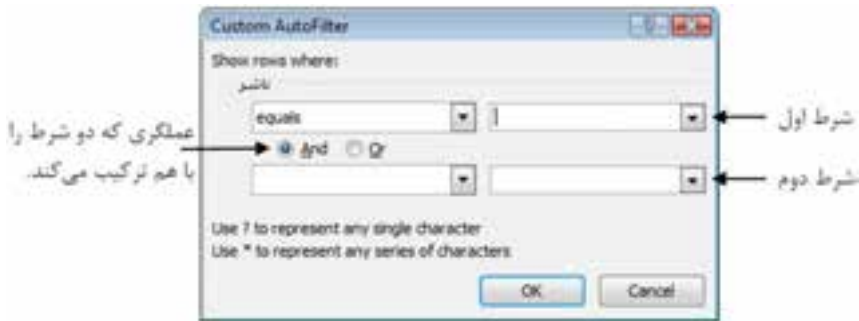 Custom AutoFilter
Show rows where:
ناشر
equals
شرط اول
عملگری که دو شرط را
با هم ترکیب می‌کند.
And Or
شرط دوم
Use ? to represent any single character
Use * to represent any series of characters
OK Cancel